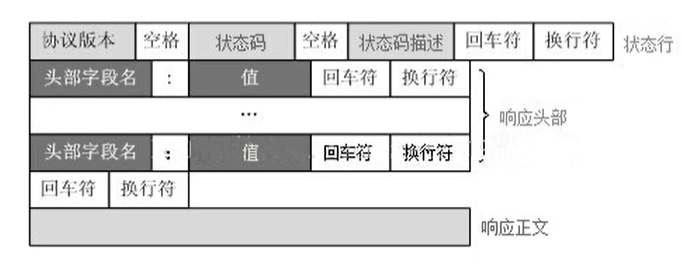 协议版本 空格 状态码 空格 状态码描述 回车符 换行符 状态行
头部字段名 : 值 回车符 换行符
...
响应头部
头部字段名 : 值 回车符 换行符
回车符 换行符
响应正文